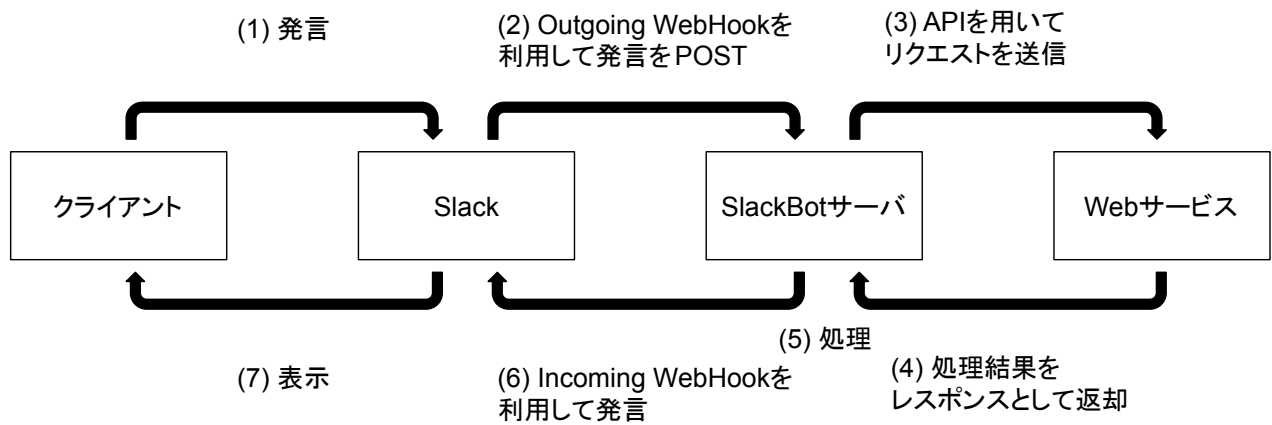 (1) 発言
(2) Outgoing WebHookを
利用して発言をPOST
(3) APIを用いて
リクエストを送信
クライアント
Slack
SlackBotサーバ
Webサービス
(5) 処理
(7) 表示
(6) Incoming WebHookを
利用して発言
(4) 処理結果を
レスポンスとして返却